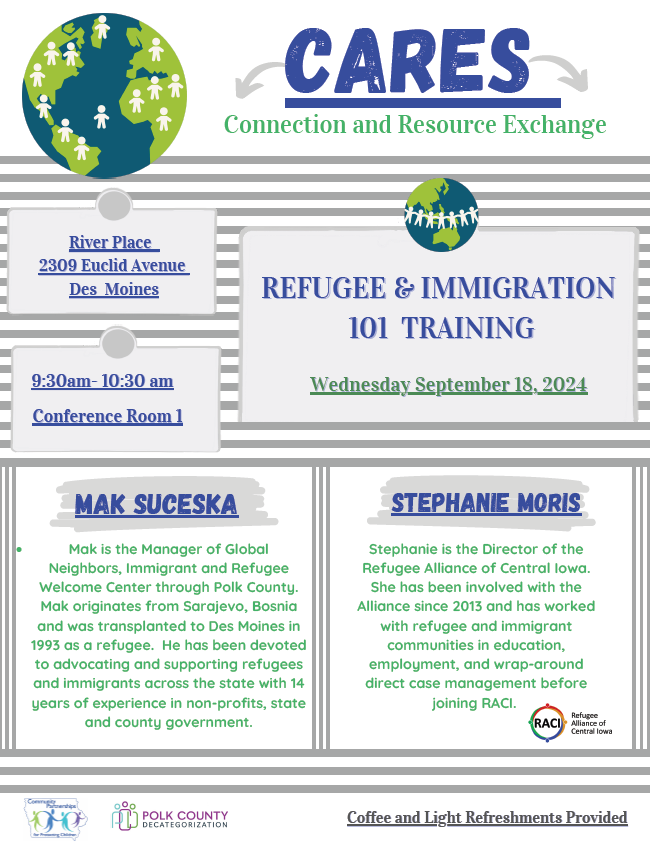 CARES
Connection and Resource Exchange
River Place
2309 Euclid Avenue
Des Moines
9:30am- 10:30 am
Conference Room 1
REFUGEE & IMMIGRATION
101 TRAINING
Wednesday September 18, 2024
MAK SUCESKA
• Mak is the Manager of Global
Neighbors, Immigrant and Refugee
Welcome Center through Polk County.
Mak originates from Sarajevo, Bosnia
and was transplanted to Des Moines in
1993 as a refugee. He has been devoted
to advocating and supporting refugees
and immigrants across the state with 14
years of experience in non-profits, state
and county government.
STEPHANIE MORIS
Stephanie is the Director of the
Refugee Alliance of Central Iowa.
She has been involved with the
Alliance since 2013 and has worked
with refugee and immigrant
communities in education,
employment, and wrap-around
direct case management before
joining RACI.
RACI
Refugee
Alliance of
Central Iowa
Community
Partnerships
for Protecting Children
POLK COUNTY
DECATEGORIZATION
Coffee and Light Refreshments Provided